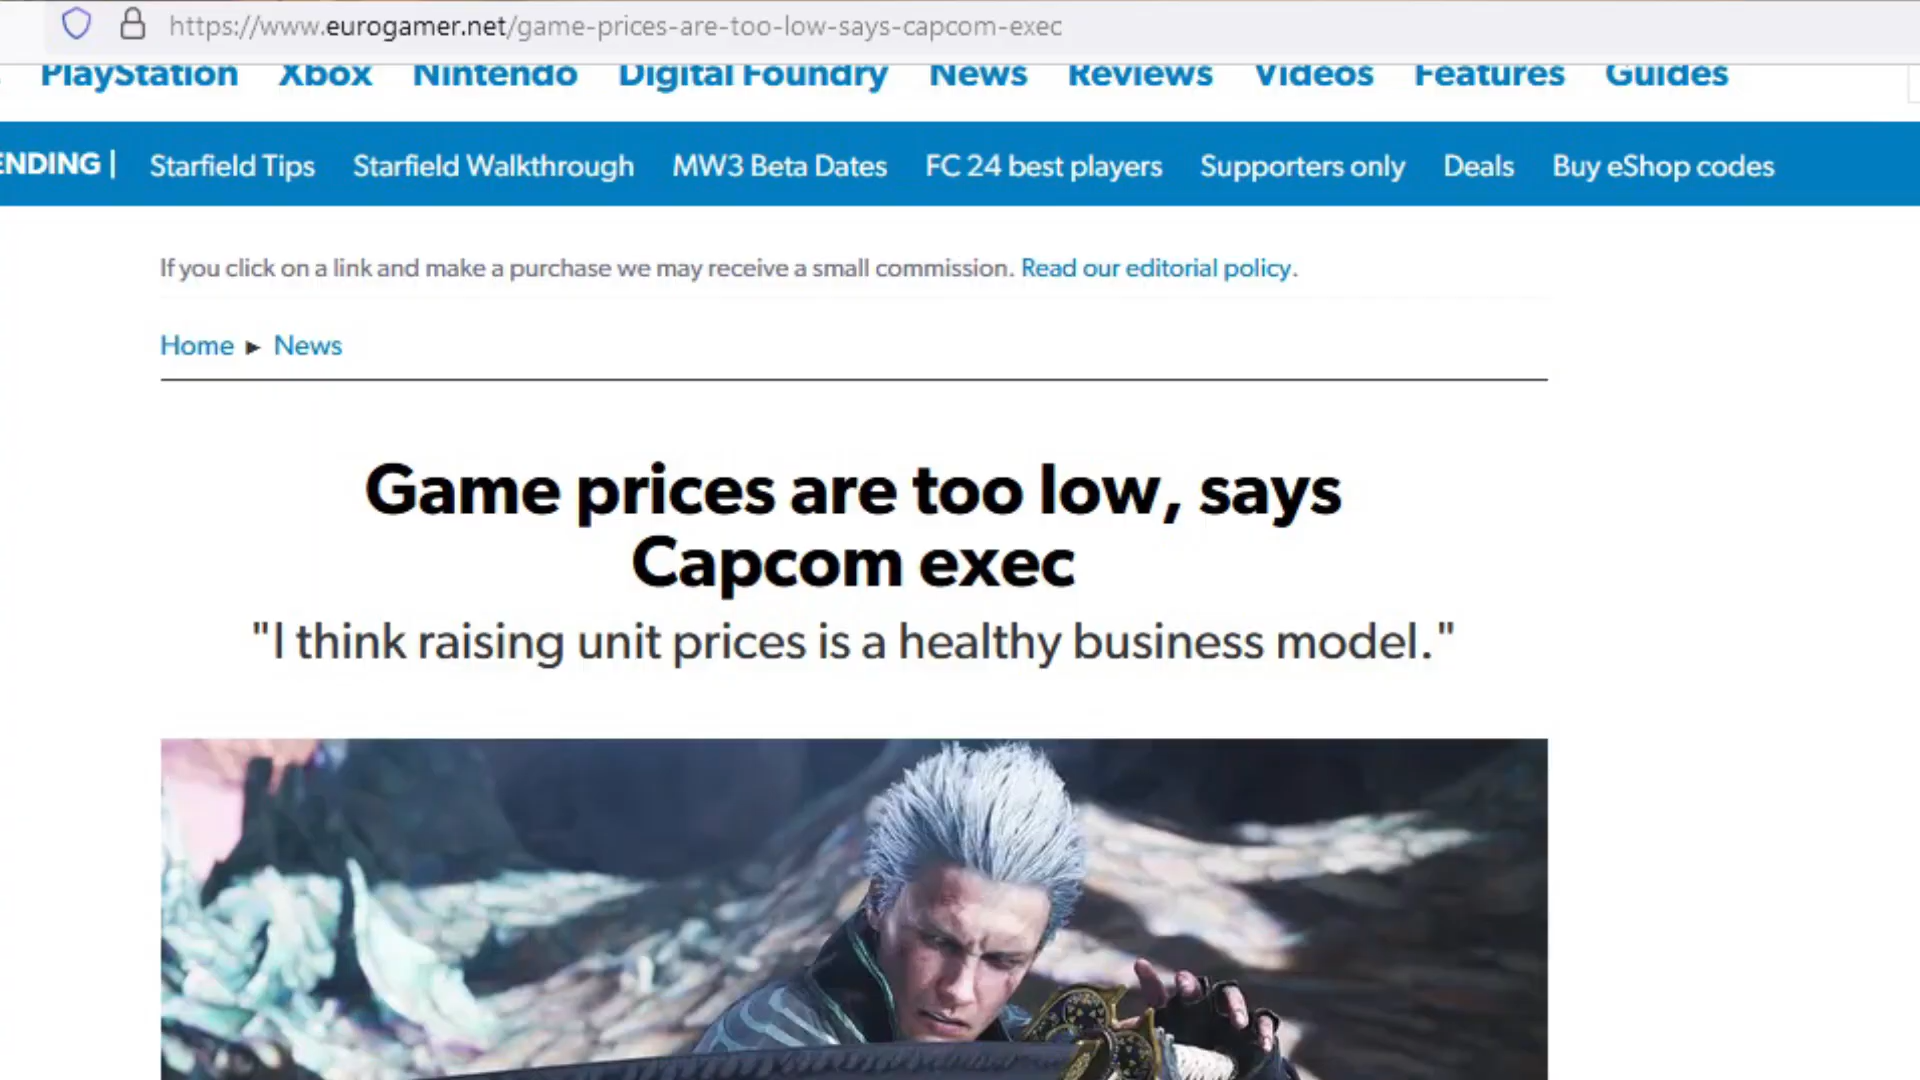 https://www.eurogamer.net/game-prices-are-too-low-says-capcom-exec
PlayStation Xbox Nintendo Digital Foundry News Reviews Videos Features Guides
ENDING | Starfield Tips Starfield Walkthrough MW3 Beta Dates FC 24 best players Supporters only Deals Buy eShop codes
If you click on a link and make a purchase we may receive a small commission. Read our editorial policy.
Home ▸ News
Game prices are too low, says
Capcom exec
"I think raising unit prices is a healthy business model."